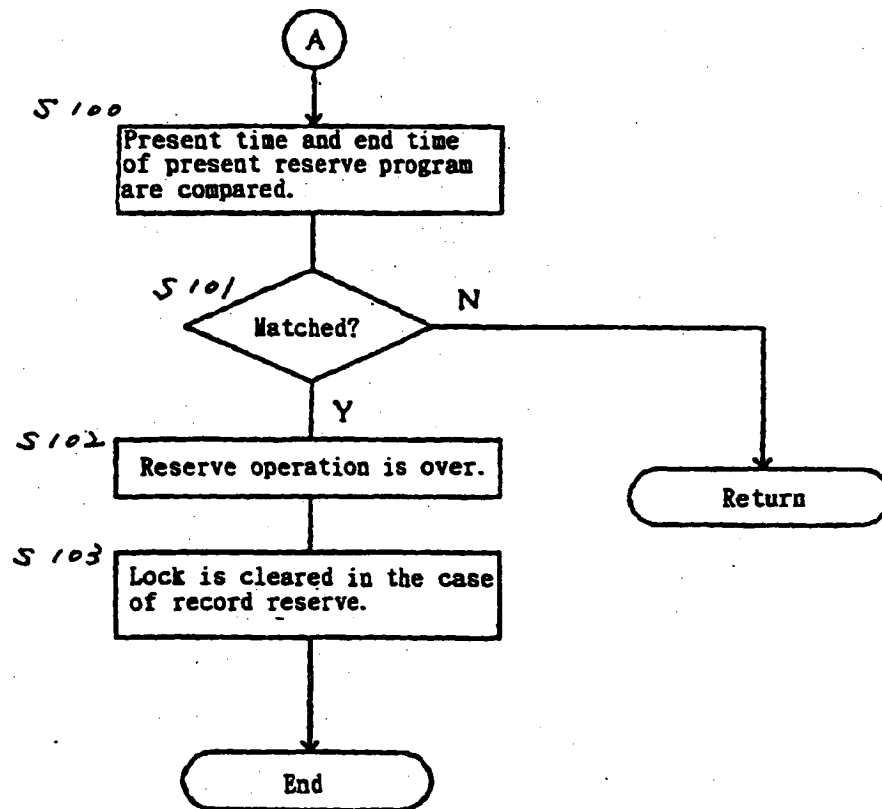 A
S100
Present time and end time
of present reserve program
are compared.
S101
Matched?
N
Y
S102
Reserve operation is over.
Return
S103
Lock is cleared in the case
of record reserve.
End